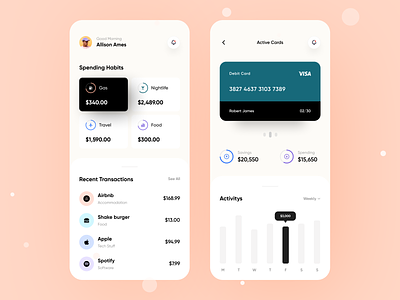 Good Morning
Allison Ames
Spending Habits
Gas
$340.00
Nightlife
$2,489.00
Travel
$1,590.00
Food
$300.00
Recent Transactions
See All
Airbnb
$168.99
Shake burger
Food
$13.00
Apple
Tech Stuff
$94.99
Spotify
Software
$7.99
Active Cards
Debit Card
VISA
3827 4637 3103 7389
Robert James
02/30
Savings
$20,550
Spending
$15,650
Activitys
Weekly
$0,500
M T W T F S S